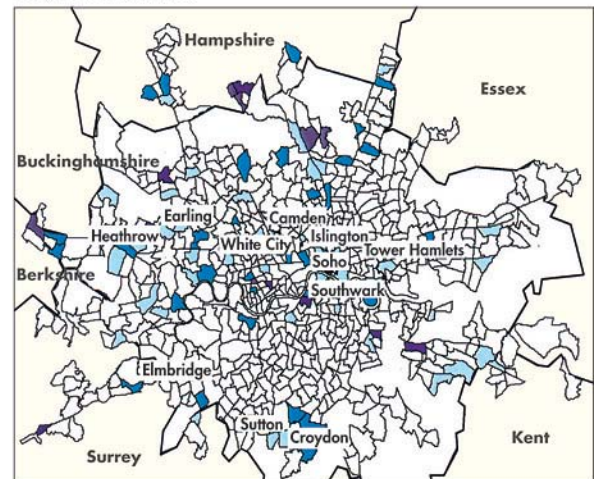 Hampshire
Essex
Buckinghamshire
Earling
Camden
Heathrow
White City
Islington
Tower Hamlets
Soho
Berkshire
Southwark
Elmbridge
Sutton
Croydon
Kent
Surrey